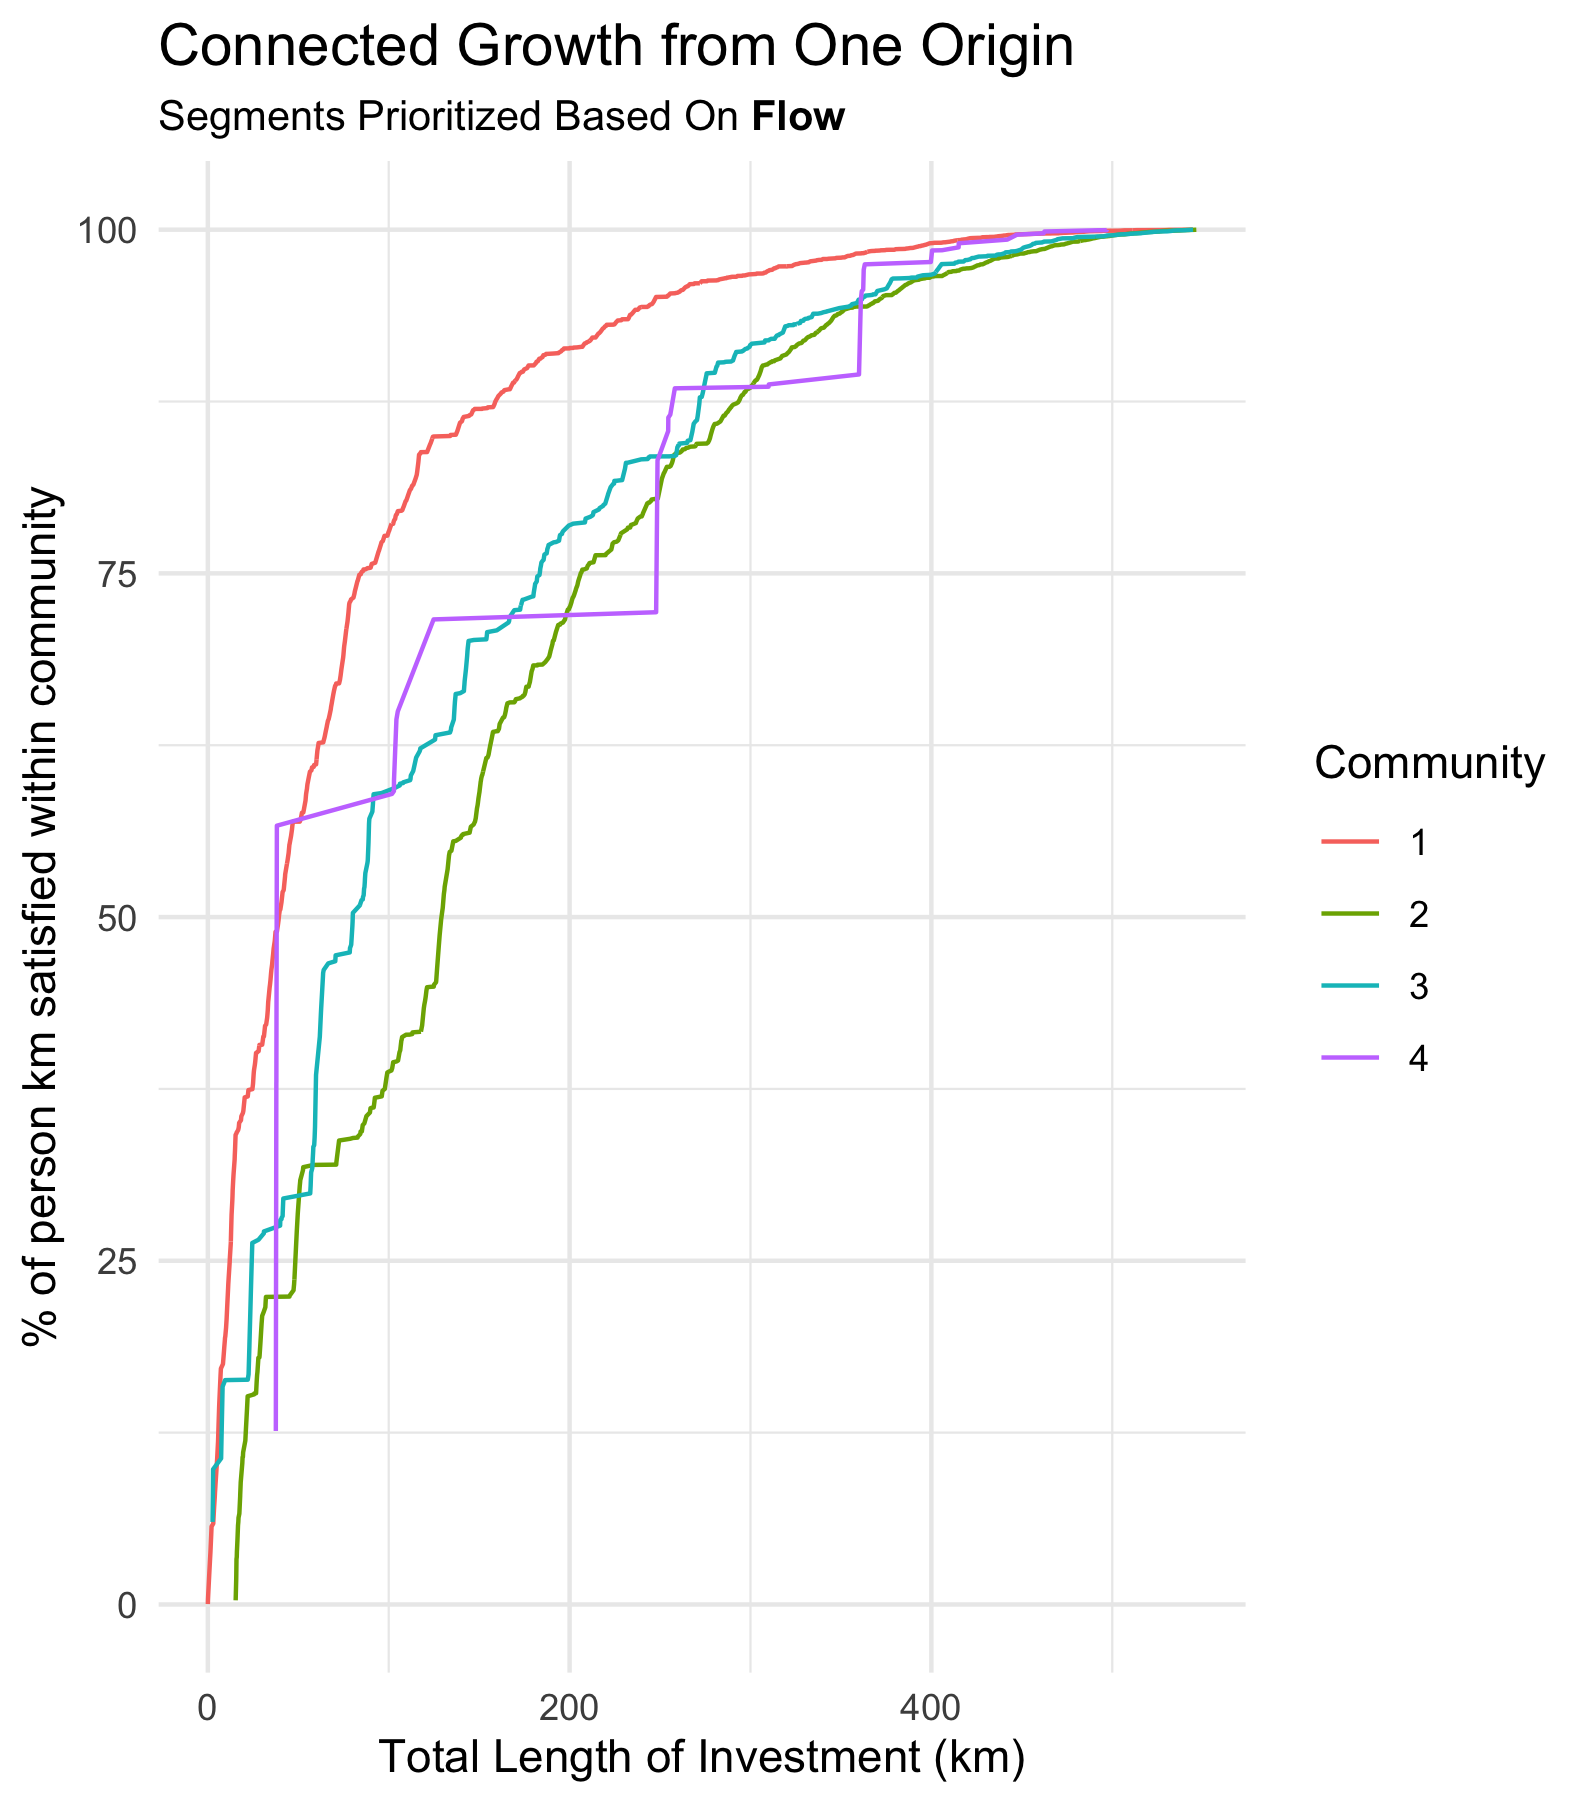 Connected Growth from One Origin
Segments Prioritized Based On Flow
% of person km satisfied within community
100
75
50
25
0
0 200 400
Total Length of Investment (km)
Community
1
2
3
4